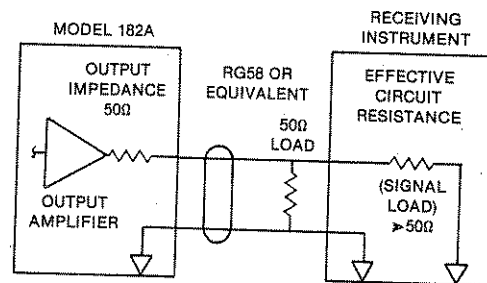 MODEL 182A
OUTPUT
IMPEDANCE
50Ω
OUTPUT
AMPLIFIER
RG58 OR
EQUIVALENT
50Ω
LOAD
RECEIVING
INSTRUMENT
EFFECTIVE
CIRCUIT
RESISTANCE
(SIGNAL
LOAD)
≫50Ω